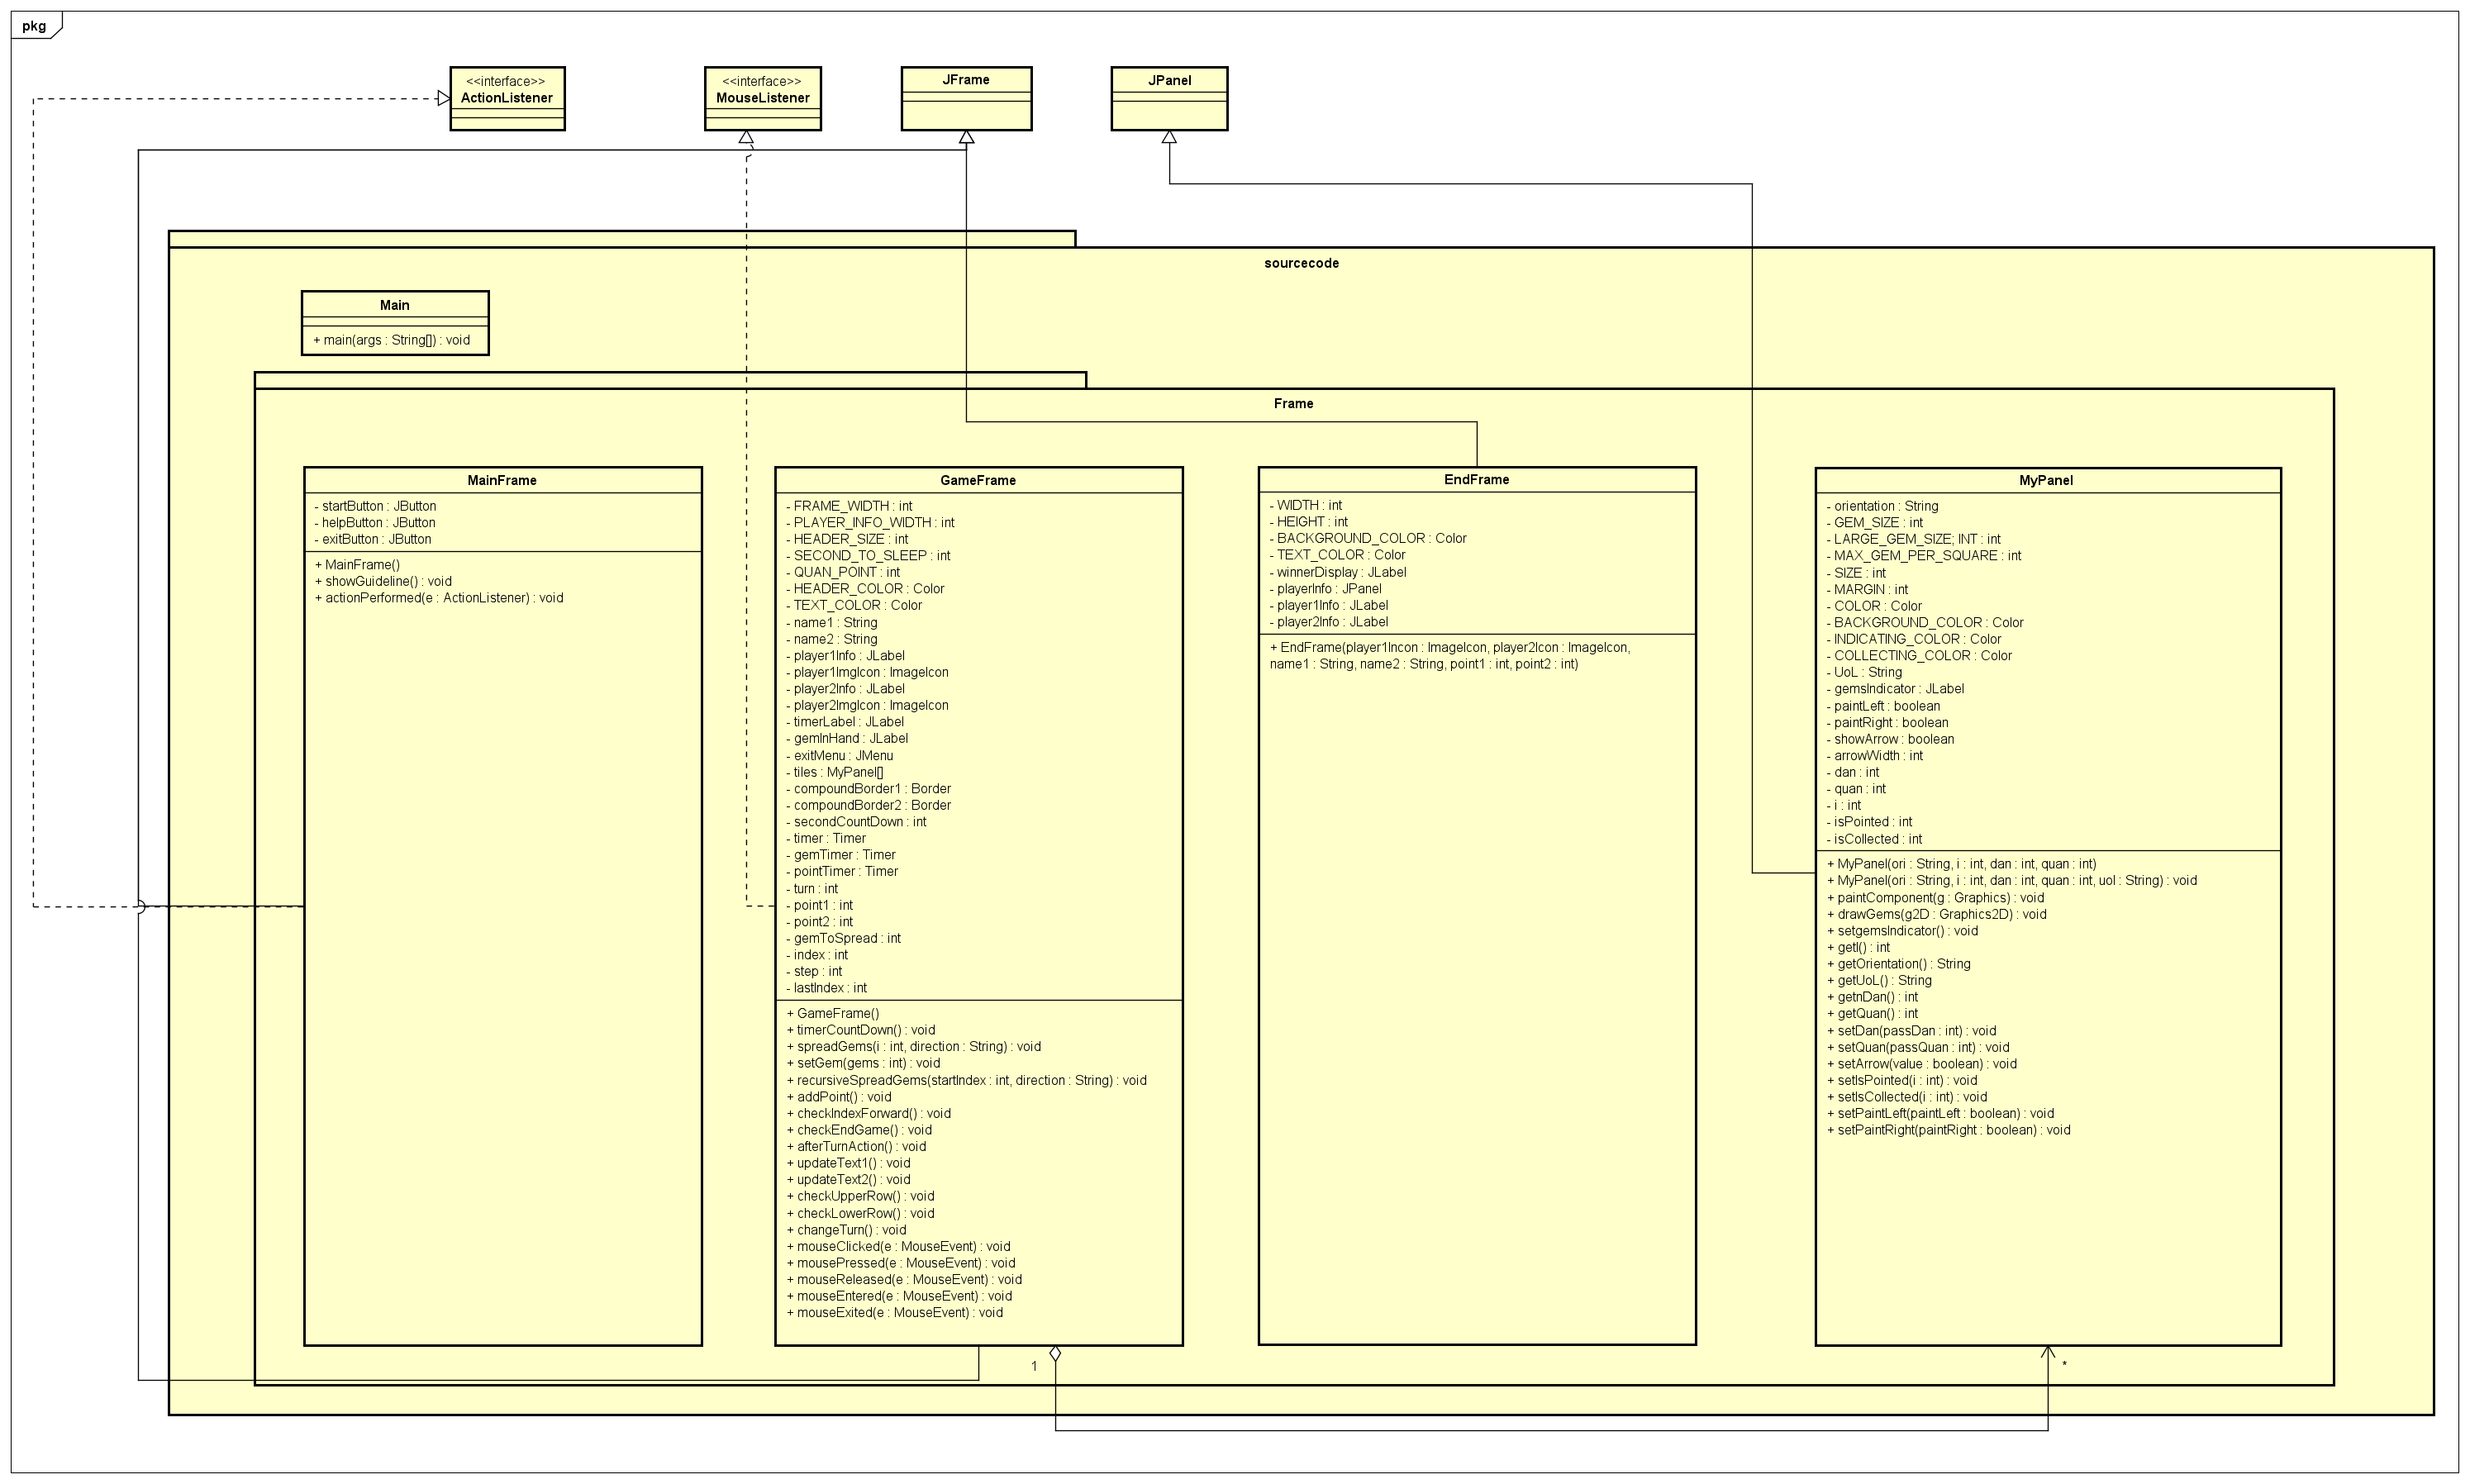 pkg
<<interface>>
ActionListener
<<interface>>
MouseListener
JFrame
JPanel
sourcecode
Main
+ main(args : String[]) : void
Frame
MainFrame
- startButton : JButton
- helpButton : JButton
- exitButton : JButton
+ MainFrame()
+ showGuideline() : void
+ actionPerformed(e : ActionListener) : void
GameFrame
- FRAME_WIDTH : int
- PLAYER_INFO_WIDTH : int
- HEADER_SIZE : int
- SECOND_TO_SLEEP : int
- QUAN_POINT : int
- HEADER_COLOR : Color
- TEXT_COLOR : Color
- name1 : String
- name2 : String
- player1Info : JLabel
- player1ImgIcon : ImageIcon
- player2Info : JLabel
- player2ImgIcon : ImageIcon
- timerLabel : JLabel
- gemInHand : JLabel
- exitMenu : JMenu
- tiles : MyPanel[]
- compoundBorder1 : Border
- compoundBorder2 : Border
- secondCountDown : int
- timer : Timer
- gemTimer : Timer
- pointTimer : Timer
- turn : int
- point1 : int
- point2 : int
- gemToSpread : int
- index : int
- step : int
- lastIndex : int
+ GameFrame()
+ timerCountDown() : void
+ spreadGems(i : int, direction : String) : void
+ setGem(gems : int) : void
+ recursiveSpreadGems(startIndex : int, direction : String) : void
+ addPoint() : void
+ checkIndexForward() : void
+ checkEndGame() : void
+ afterTurnAction() : void
+ updateText1() : void
+ updateText2() : void
+ checkUpperRow() : void
+ checkLowerRow() : void
+ changeTurn() : void
+ mouseClicked(e : MouseEvent) : void
+ mousePressed(e : MouseEvent) : void
+ mouseReleased(e : MouseEvent) : void
+ mouseEntered(e : MouseEvent) : void
+ mouseExited(e : MouseEvent) : void
EndFrame
- WIDTH : int
- HEIGHT : int
- BACKGROUND_COLOR : Color
- TEXT_COLOR : Color
- winnerDisplay : JLabel
- playerInfo : JPanel
- player1Info : JLabel
- player2Info : JLabel
+ EndFrame(player1Incon : ImageIcon, player2Icon : ImageIcon,
name1 : String, name2 : String, point1 : int, point2 : int)
MyPanel
- orientation : String
- GEM_SIZE : int
- LARGE_GEM_SIZE; INT : int
- MAX_GEM_PER_SQUARE : int
- SIZE : int
- MARGIN : int
- COLOR : Color
- BACKGROUND_COLOR : Color
- INDICATING_COLOR : Color
- COLLECTING_COLOR : Color
- UoL : String
- gemsIndicator : JLabel
- paintLeft : boolean
- paintRight : boolean
- showArrow : boolean
- arrowWidth : int
- dan : int
- quan : int
- i : int
- isPointed : int
- isCollected : int
+ MyPanel(ori : String, i : int, dan : int, quan : int)
+ MyPanel(ori : String, i : int, dan : int, quan : int, uol : String) : void
+ paintComponent(g : Graphics) : void
+ drawGems(g2D : Graphics2D) : void
+ setgemsIndicator() : void
+ getI() : int
+ getOrientation() : String
+ getUoL() : String
+ getnDan() : int
+ getQuan() : int
+ setDan(passDan : int) : void
+ setQuan(passQuan : int) : void
+ setArrow(value : boolean) : void
+ setIsPointed(i : int) : void
+ setIsCollected(i : int) : void
+ setPaintLeft(paintLeft : boolean) : void
+ setPaintRight(paintRight : boolean) : void
1
*